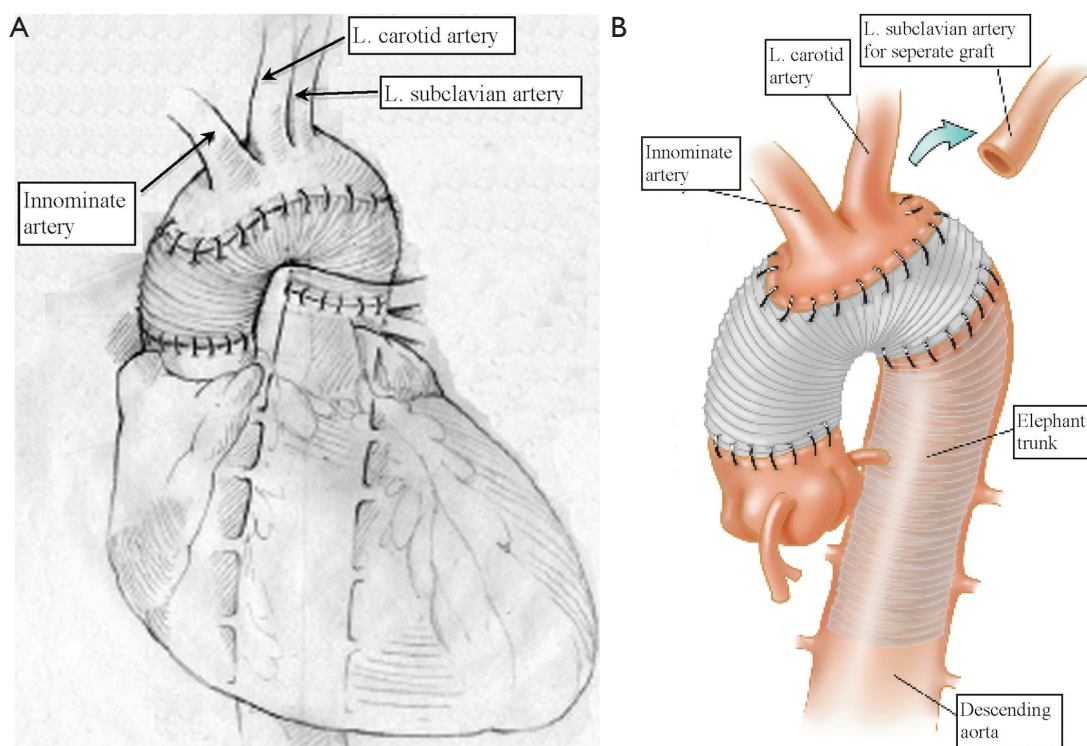 A
L. carotid artery
L. subclavian artery
Innominate
artery
B
L. subclavian artery
for seperate graft
L. carotid
artery
Innominate
artery
Elephant
trunk
Descending
aorta